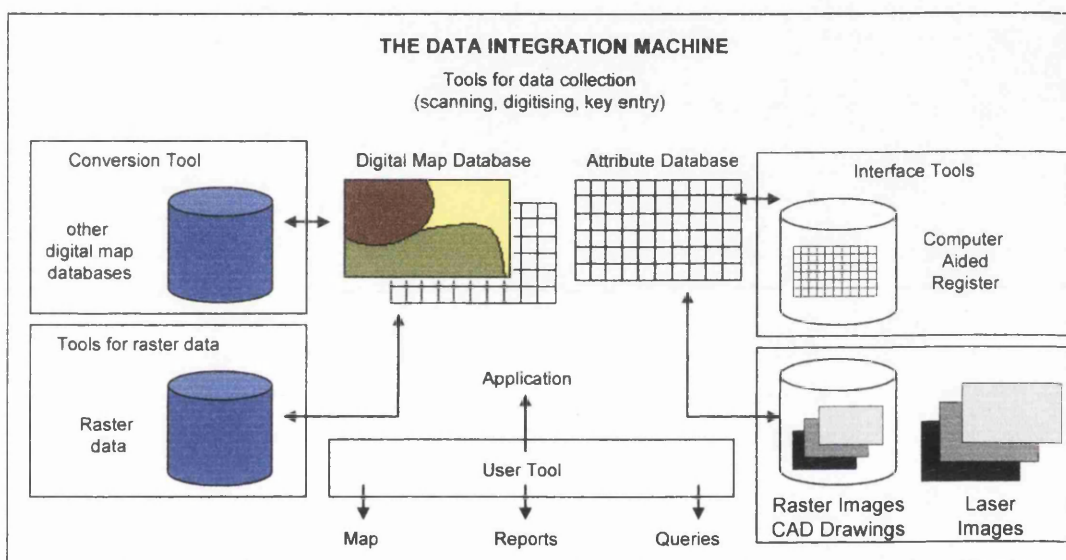 THE DATA INTEGRATION MACHINE
Tools for data collection
(scanning, digitising, key entry)
Conversion Tool
other
digital map
databases
Digital Map Database
Attribute Database
Interface Tools
Computer
Aided
Register
Tools for raster data
Raster
data
Application
User Tool
Map
Reports
Queries
Raster Images
CAD Drawings
Laser
Images